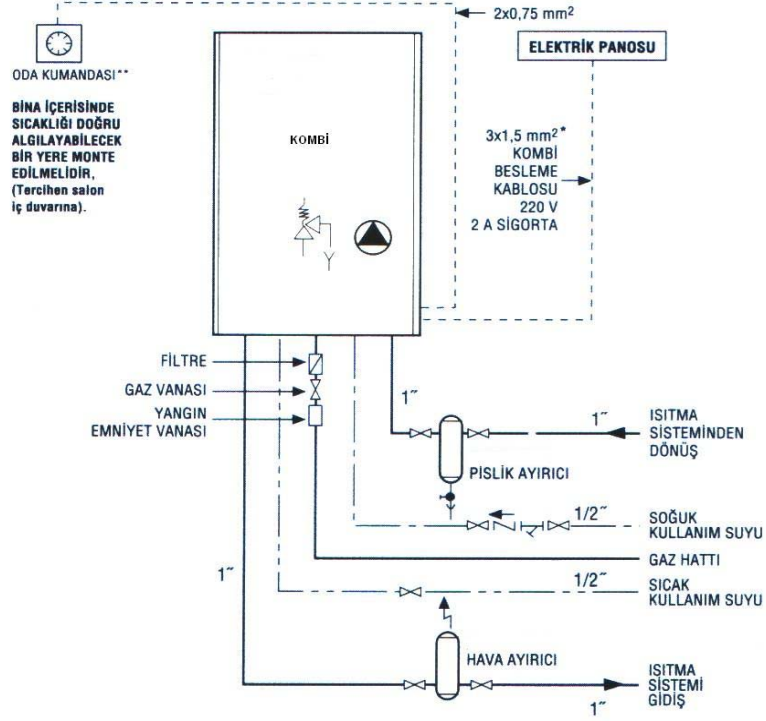 2x0,75 mm²
ELEKTRİK PANOSU
ODA KUMANDASI**
BİNA İÇERİSİNDE
SICAKLIĞI DOĞRU
ALGILAYABİLECEK
BİR YERE MONTE
EDİLMELİDİR,
(Tercihen salon
iç duvarına).
KOMBİ
3x1,5 mm²*
KOMBİ
BESLEME
KABLOSU
220 V
2 A SİGORTA
Y
FİLTRE
GAZ VANASI
YANGIN
EMNİYET VANASI
1˝
1˝
ISITMA
SİSTEMİNDEN
DÖNÜŞ
PİSLİK AYIRICI
1/2˝
SOĞUK
KULLANIM SUYU
GAZ HATTI
1˝
1/2˝
SICAK
KULLANIM SUYU
HAVA AYIRICI
ISITMA
SİSTEMİ
GİDİŞ
1˝